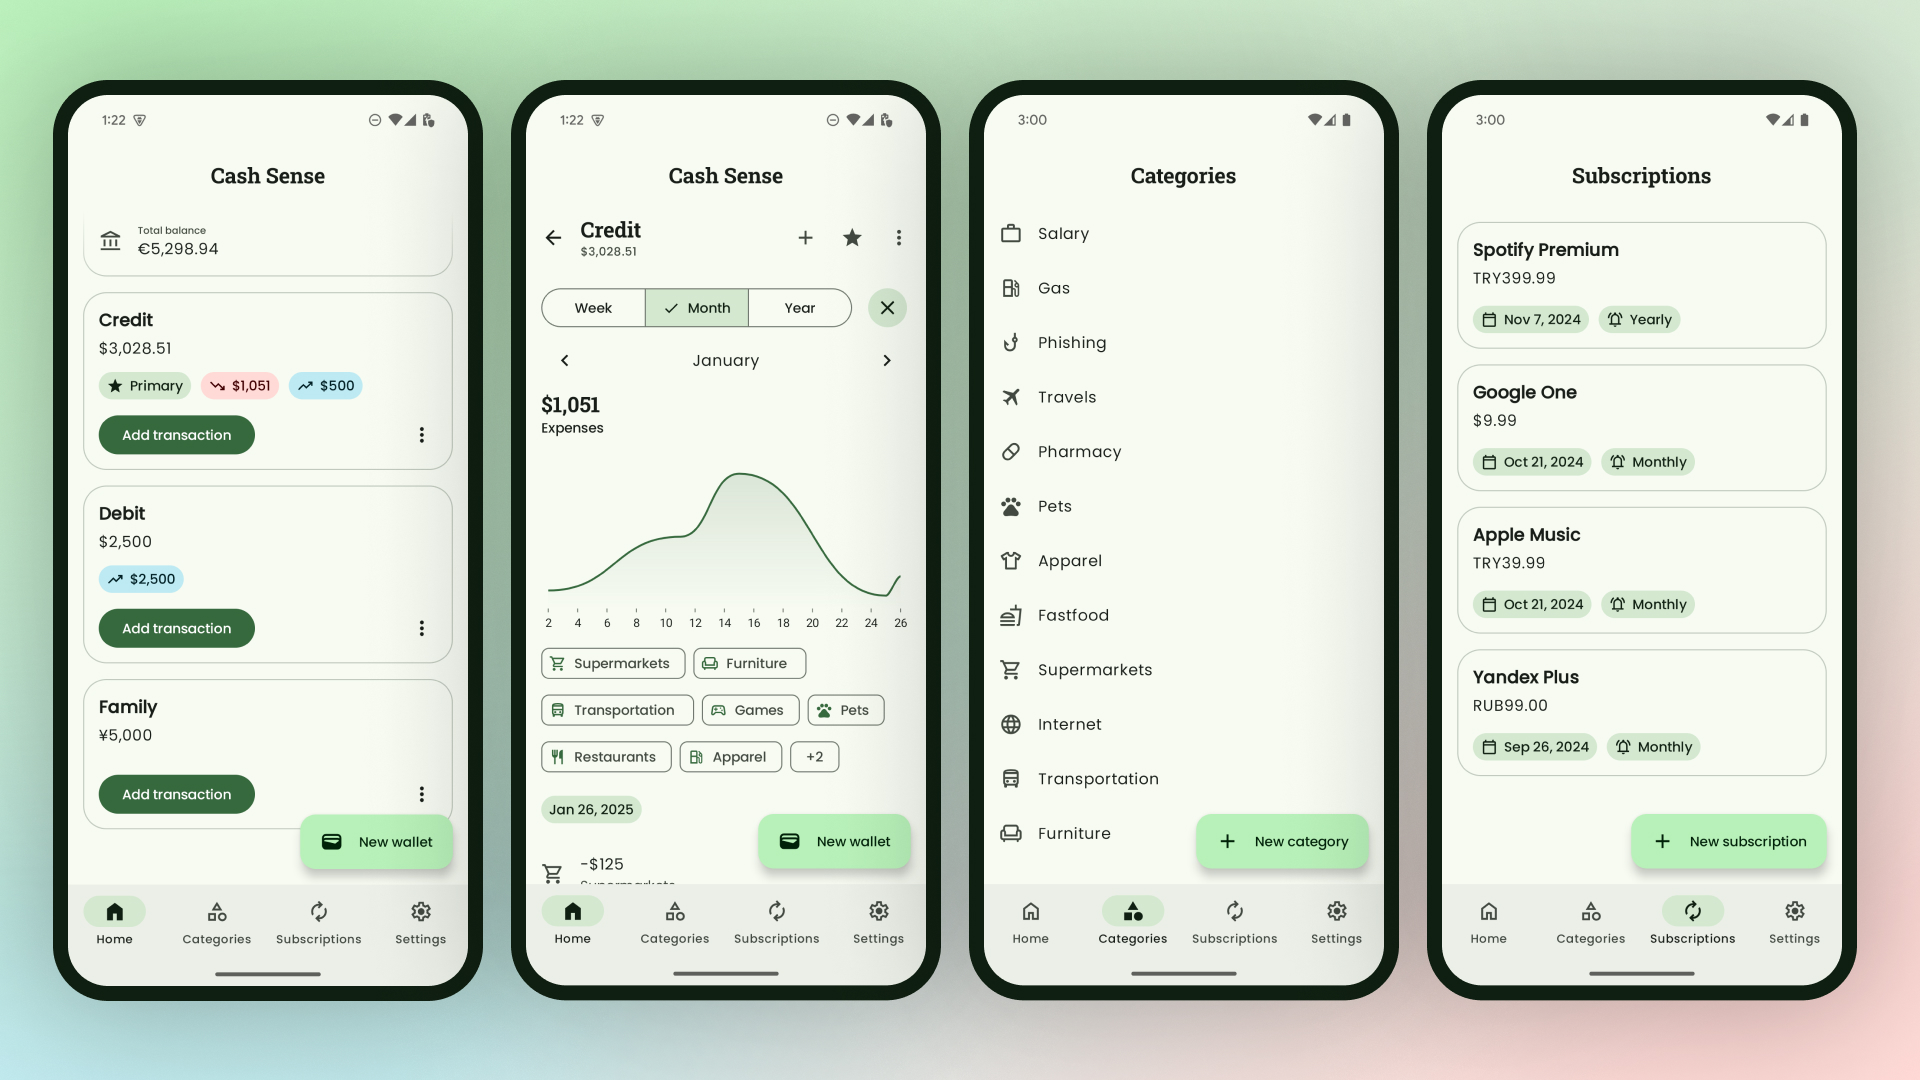 1:22
Cash Sense
Total balance
€5,298.94
Credit
$3,028.51
Primary
$1,051
$500
Add transaction
Debit
$2,500
$2,500
Add transaction
Family
¥5,000
Add transaction
New wallet
Home
Categories
Subscriptions
Settings
1:22
Cash Sense
Credit
$3,028.51
Week
Month
Year
January
$1,051
Expenses
2 4 6 8 10 12 14 16 18 20 22 24 26
Supermarkets
Furniture
Transportation
Games
Pets
Restaurants
Apparel
+2
Jan 26, 2025
-$125
Supermarkets
New wallet
Home
Categories
Subscriptions
Settings
3:00
Categories
Salary
Gas
Phishing
Travels
Pharmacy
Pets
Apparel
Fastfood
Supermarkets
Internet
Transportation
Furniture
New category
Home
Categories
Subscriptions
Settings
3:00
Subscriptions
Spotify Premium
TRY399.99
Nov 7, 2024
Yearly
Google One
$9.99
Oct 21, 2024
Monthly
Apple Music
TRY39.99
Oct 21, 2024
Monthly
Yandex Plus
RUB99.00
Sep 26, 2024
Monthly
New subscription
Home
Categories
Subscriptions
Settings